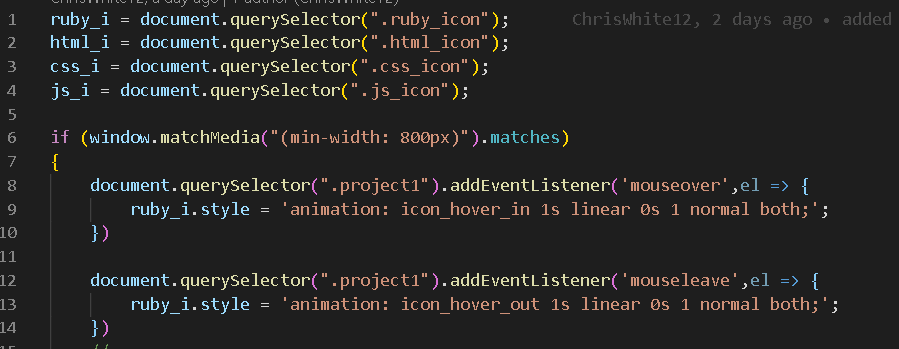 ChrisWhite12, a day ago | 1 author (ChrisWhite12)
1 ruby_i = document.querySelector(".ruby_icon"); ChrisWhite12, 2 days ago • added
2 html_i = document.querySelector(".html_icon");
3 css_i = document.querySelector(".css_icon");
4 js_i = document.querySelector(".js_icon");
5
6 if (window.matchMedia("(min-width: 800px)").matches)
7 {
8 document.querySelector(".project1").addEventListener('mouseover',el => {
9 ruby_i.style = 'animation: icon_hover_in 1s linear 0s 1 normal both;';
10 })
11
12 document.querySelector(".project1").addEventListener('mouseleave',el => {
13 ruby_i.style = 'animation: icon_hover_out 1s linear 0s 1 normal both;';
14 })